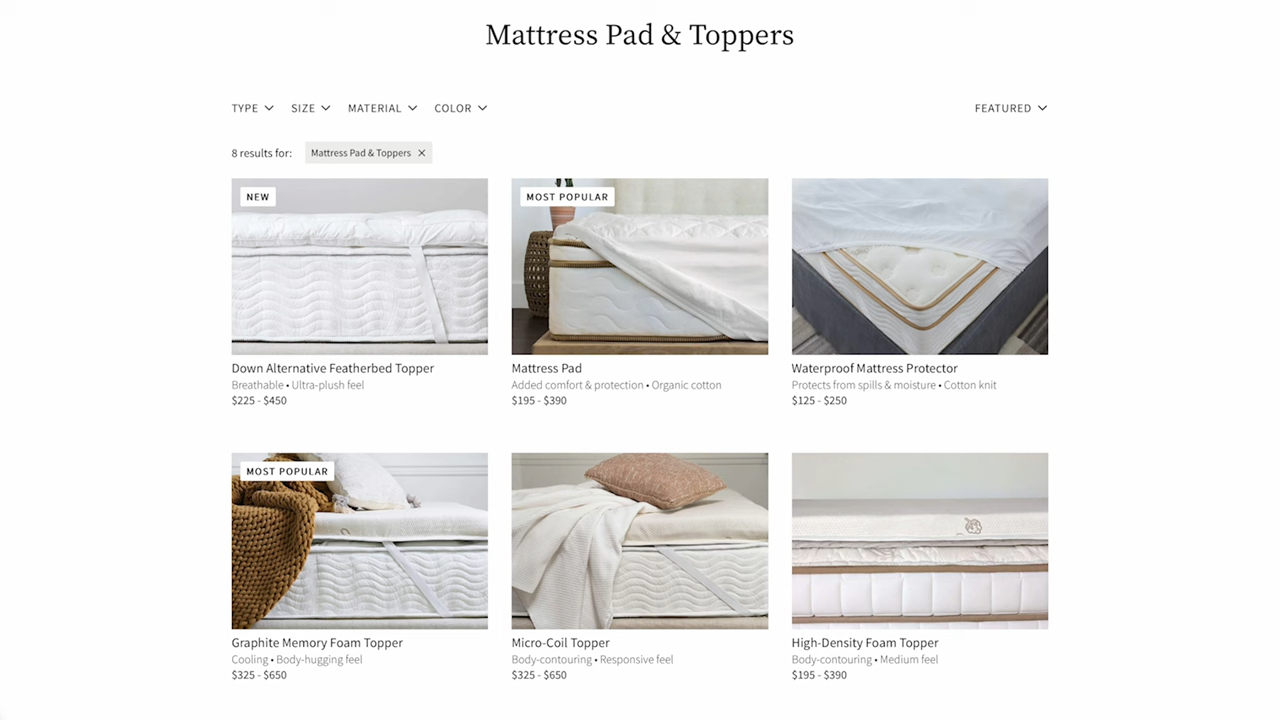 Mattress Pad & Toppers
TYPE SIZE MATERIAL COLOR FEATURED
8 results for: Mattress Pad & Toppers ×
NEW
Down Alternative Featherbed Topper
Breathable • Ultra-plush feel
$225 - $450
MOST POPULAR
Mattress Pad
Added comfort & protection • Organic cotton
$195 - $390
Waterproof Mattress Protector
Protects from spills & moisture • Cotton knit
$125 - $250
MOST POPULAR
Graphite Memory Foam Topper
Cooling • Body-hugging feel
$325 - $650
Micro-Coil Topper
Body-contouring • Responsive feel
$325 - $650
High-Density Foam Topper
Body-contouring • Medium feel
$195 - $390